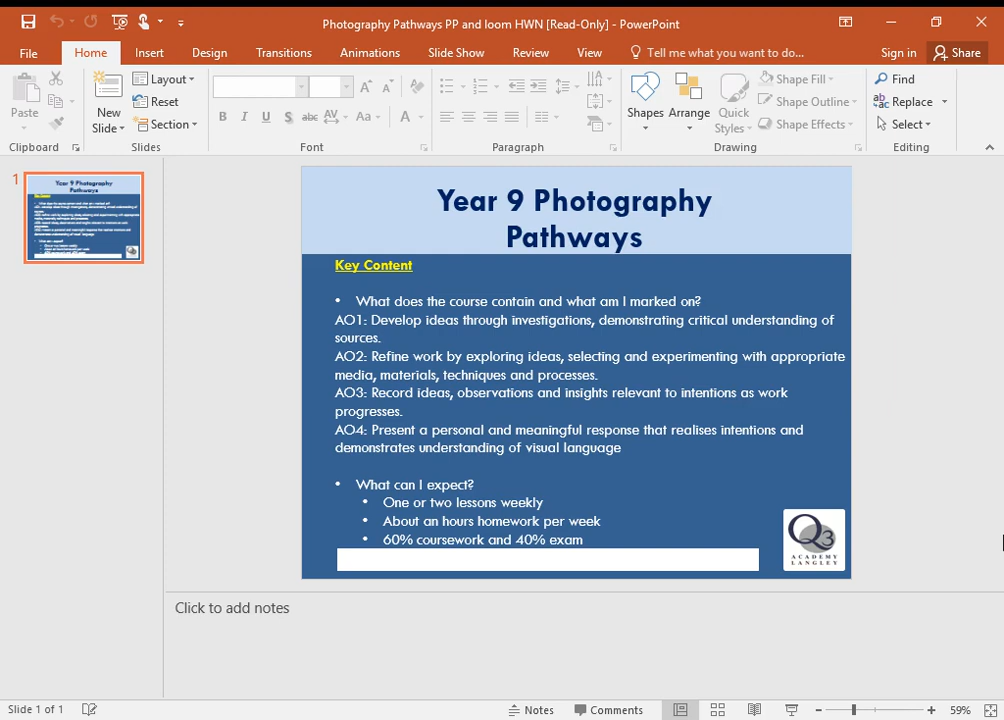 Photography Pathways PP and loom HWN [Read-Only] - PowerPoint
File Home Insert Design Transitions Animations Slide Show Review View Tell me what you want to do... Sign in Share
Paste
New Slide
Layout
Reset
Section
B I U S abc AV Aa A
Shapes Arrange Quick Styles
Shape Fill
Shape Outline
Shape Effects
Find
Replace
Select
Clipboard Slides Font Paragraph Drawing Editing
1
Year 9 Photography
Pathways
Key Content
• What does the course contain and what am I marked on?
AO1: Develop ideas through investigations, demonstrating critical understanding of
sources.
AO2: Refine work by exploring ideas, selecting and experimenting with appropriate
media, materials, techniques and processes.
AO3: Record ideas, observations and insights relevant to intentions as work
progresses.
AO4: Present a personal and meaningful response that realises intentions and
demonstrates understanding of visual language
• What can I expect?
• One or two lessons weekly
• About an hours homework per week
• 60% coursework and 40% exam
Q3
ACADEMY
LANGLEY
Click to add notes
Slide 1 of 1 Notes Comments 59%